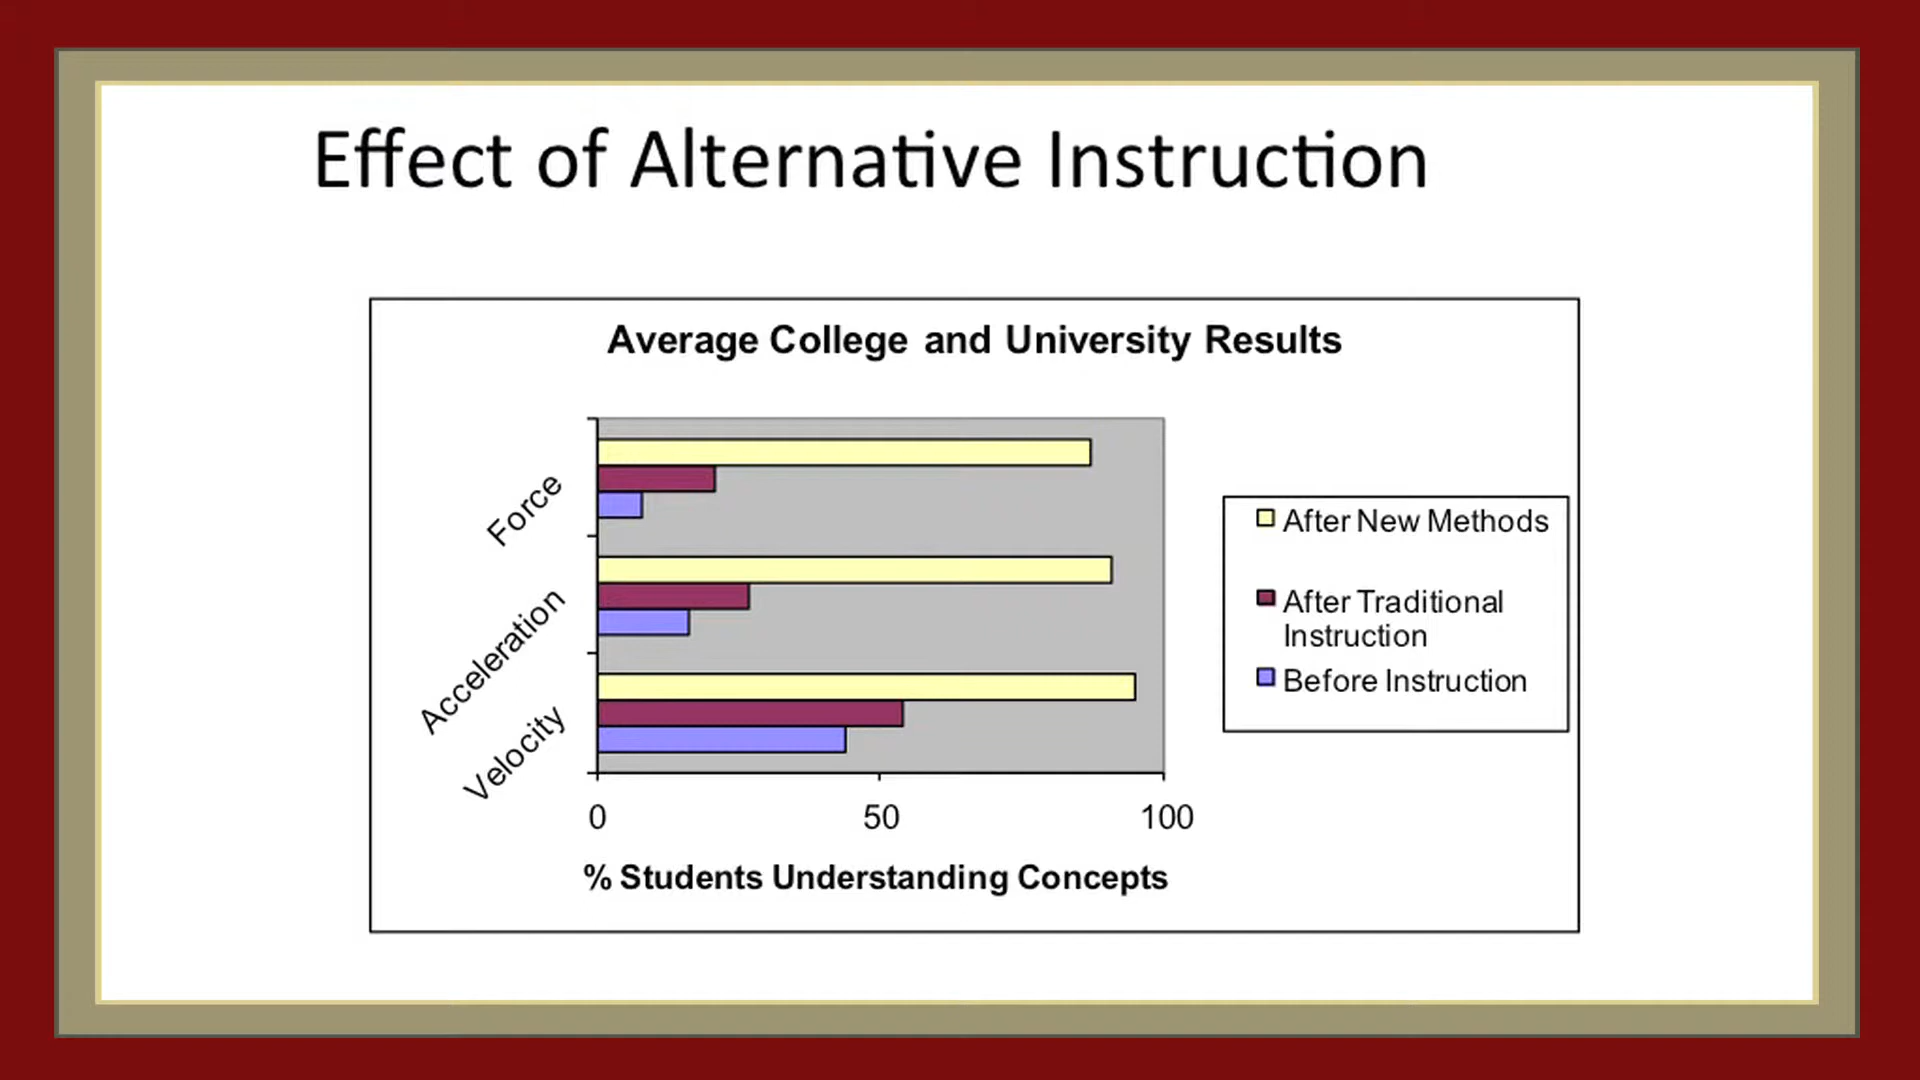 Effect of Alternative Instruction
Average College and University Results
Force
Acceleration
Velocity
0 50 100
% Students Understanding Concepts
After New Methods
After Traditional
Instruction
Before Instruction